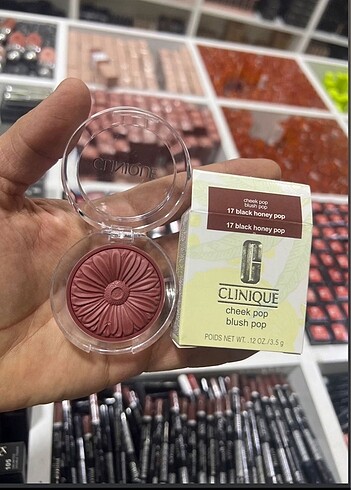 CLINIQUE
cheek pop
blush pop
17 black honey pop
17 black honey pop
CLINIQUE
cheek pop
blush pop
POIDS NET WT. .12 OZ./3.5 g
105